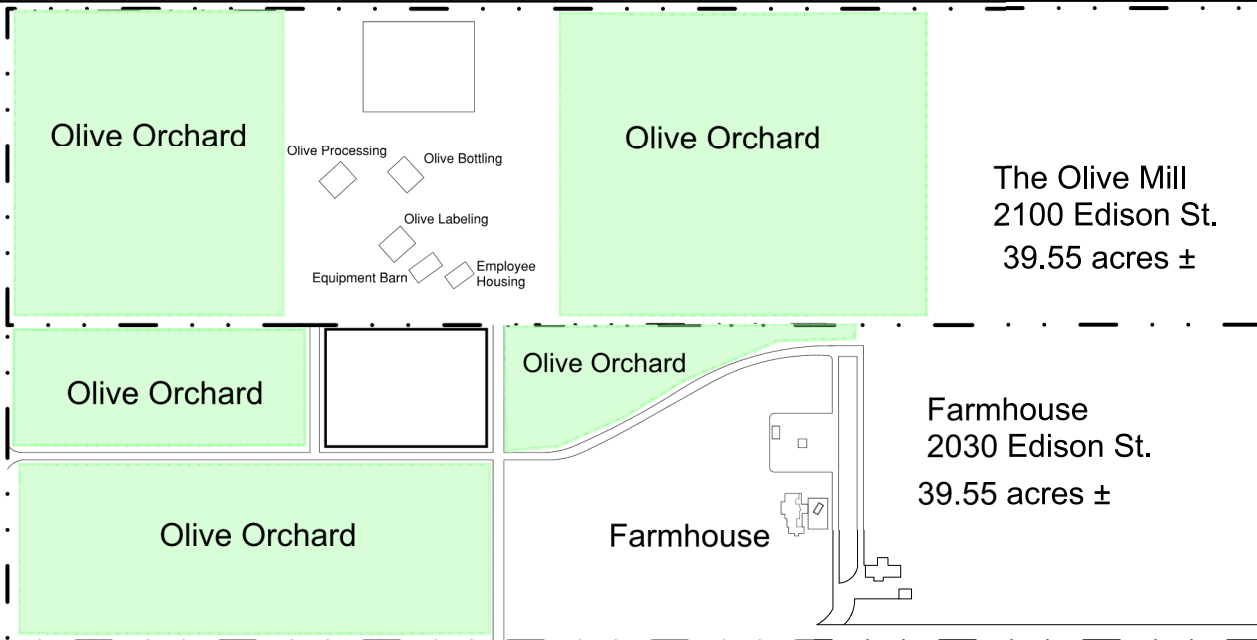 Olive Orchard
Olive Processing
Olive Bottling
Olive Labeling
Equipment Barn
Employee
Housing
Olive Orchard
The Olive Mill
2100 Edison St.
39.55 acres ±
Olive Orchard
Olive Orchard
Olive Orchard
Farmhouse
Farmhouse
2030 Edison St.
39.55 acres ±